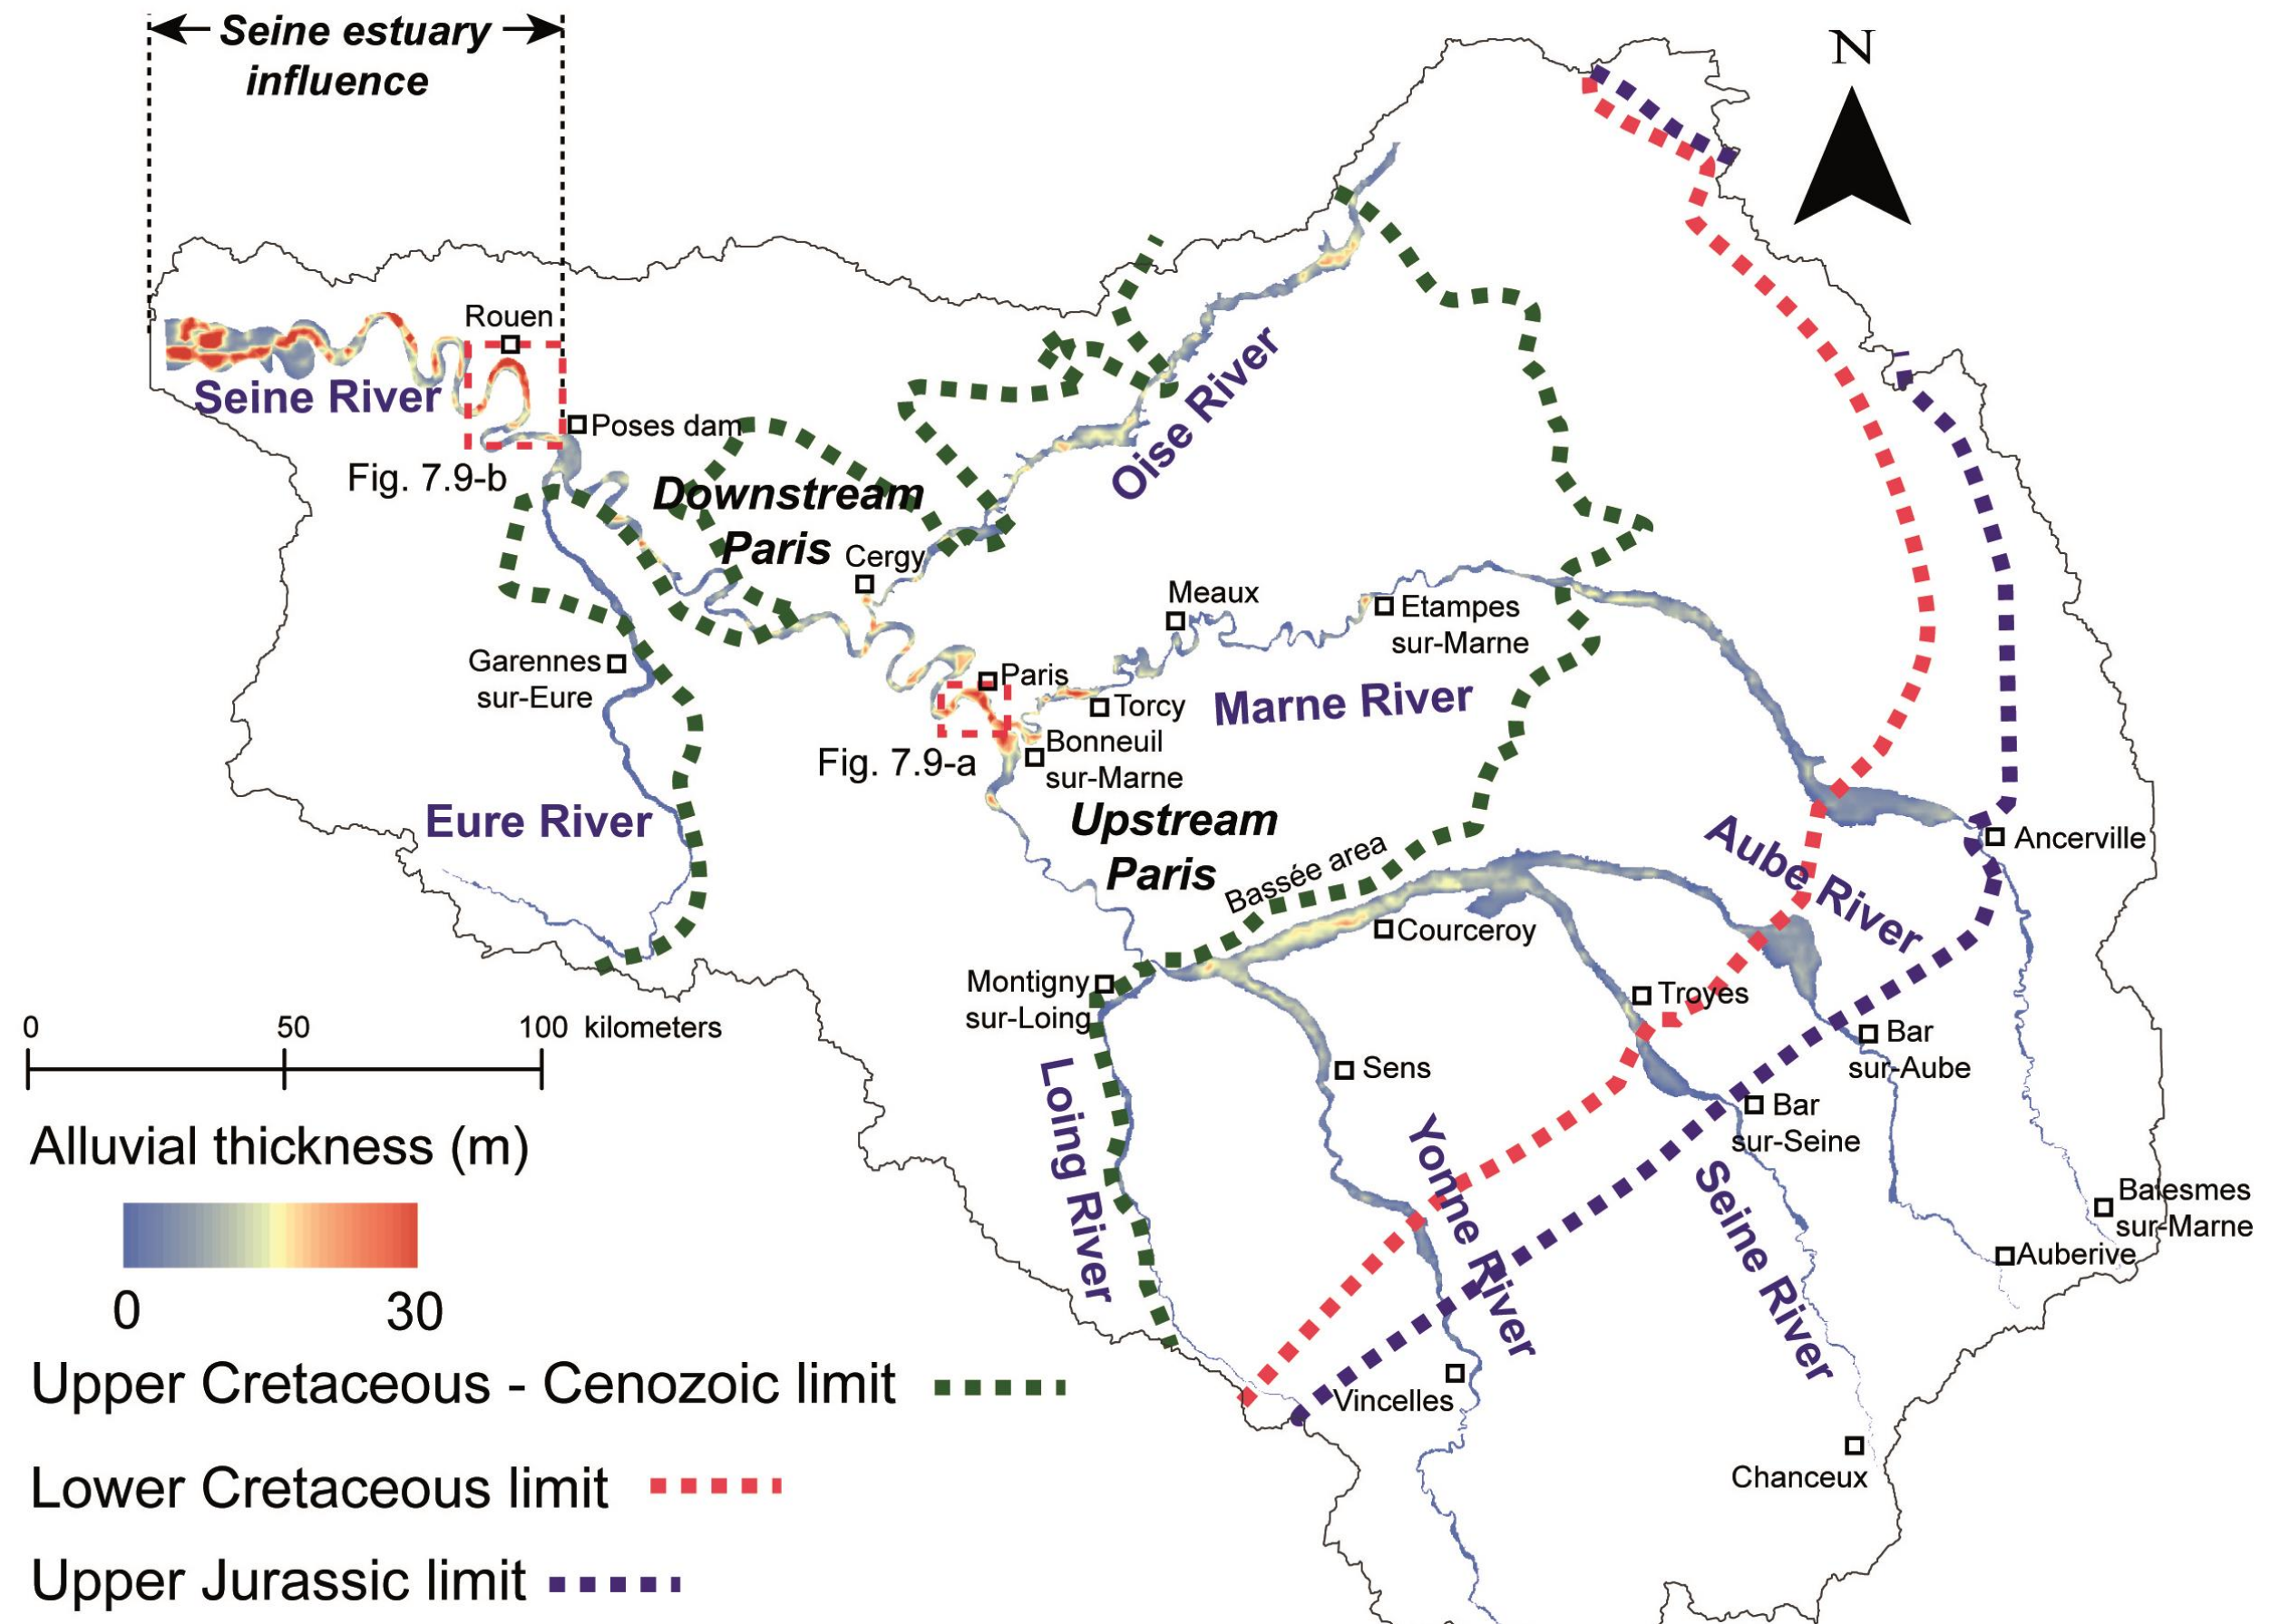 Seine estuary
influence
N
Rouen
Seine River
Poses dam
Fig. 7.9-b
Downstream
Paris
Cergy
Oise River
Meaux
Etampes
sur-Marne
Garennes
sur-Eure
Paris
Torcy
Marne River
Bonneuil
sur-Marne
Fig. 7.9-a
Eure River
Upstream
Paris
Bassée area
Aube River
Ancerville
Courceroy
Montigny
sur-Loing
Troyes
Bar
sur-Aube
0 50 100 kilometers
Sens
Loing River
Yonne River
Bar
sur-Seine
Seine River
Alluvial thickness (m)
0 30
Balesmes
sur-Marne
Auberive
Vincelles
Chanceux
Upper Cretaceous - Cenozoic limit
Lower Cretaceous limit
Upper Jurassic limit